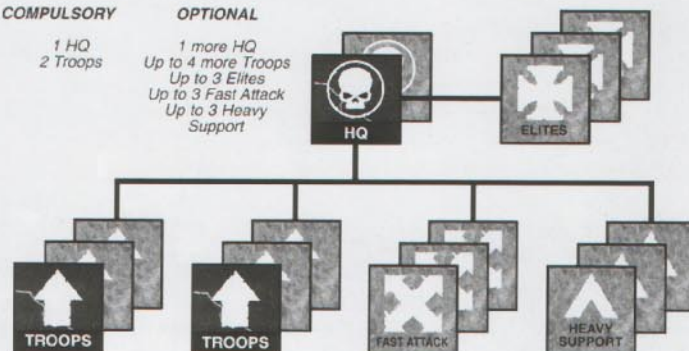 COMPULSORY
1 HQ
2 Troops
OPTIONAL
1 more HQ
Up to 4 more Troops
Up to 3 Elites
Up to 3 Fast Attack
Up to 3 Heavy
Support
HQ
ELITES
TROOPS
TROOPS
FAST ATTACK
HEAVY
SUPPORT